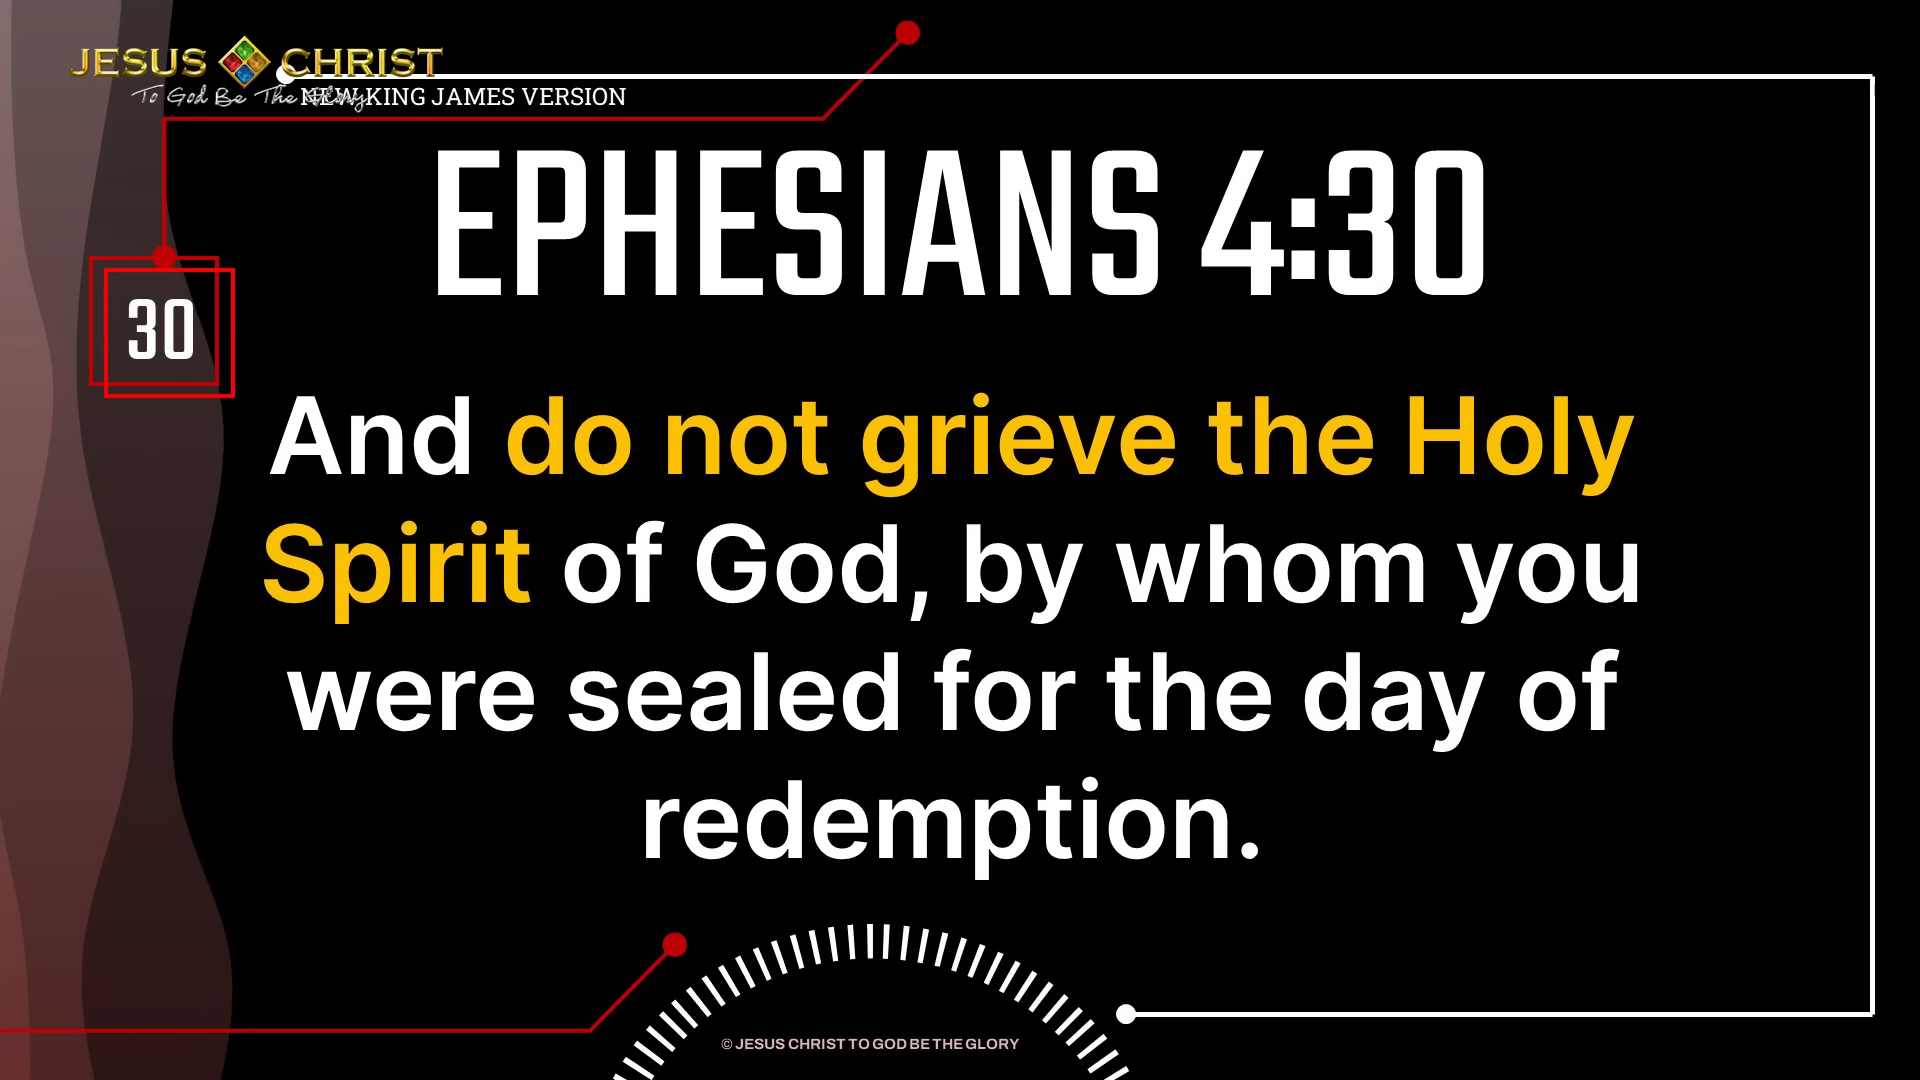 JESUS CHRIST
To God Be The Glory
NEW KING JAMES VERSION
EPHESIANS 4:30
30
And do not grieve the Holy
Spirit of God, by whom you
were sealed for the day of
redemption.
© JESUS CHRIST TO GOD BE THE GLORY